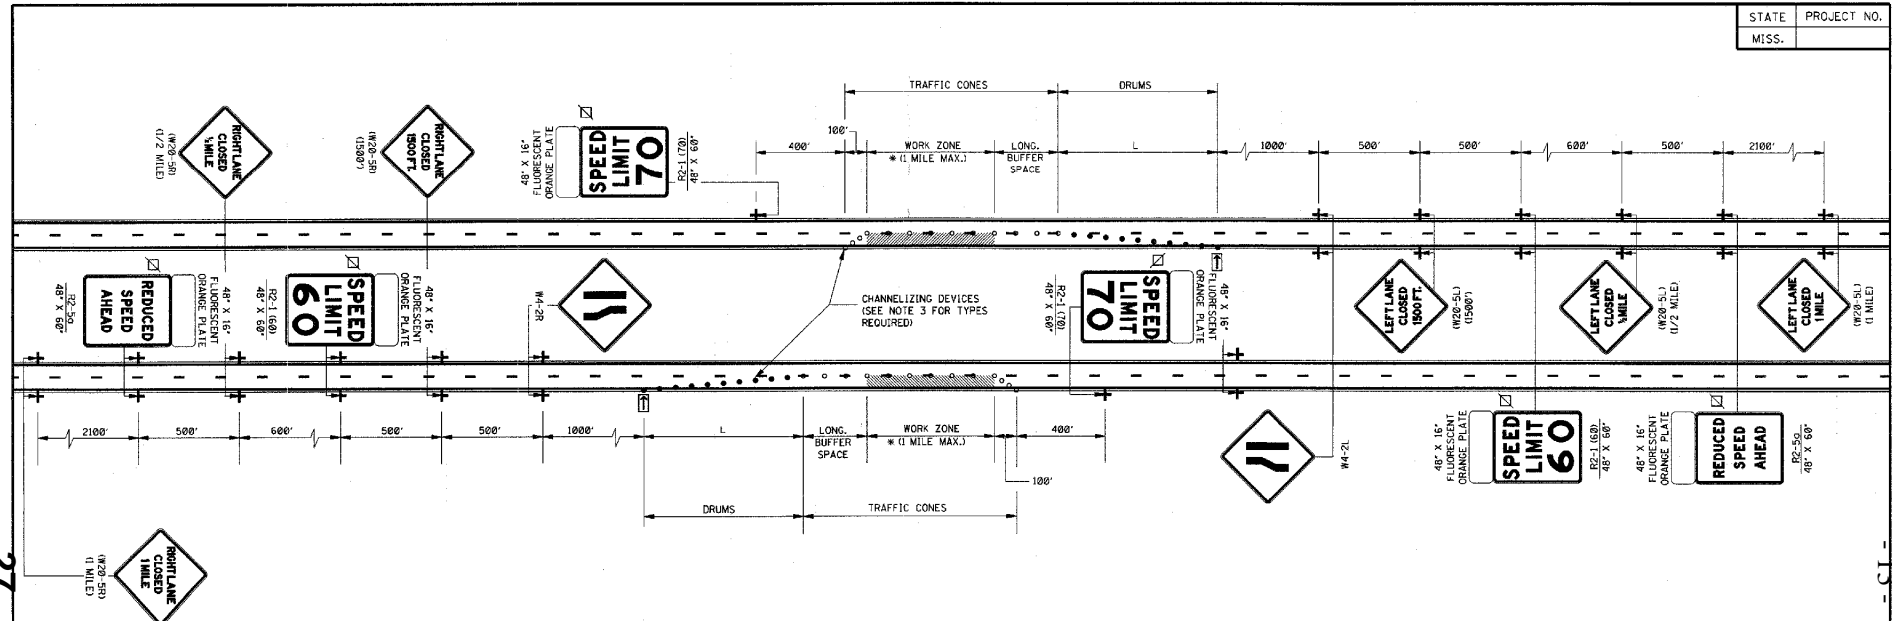 STATE PROJECT NO.
MISS.
TRAFFIC CONES
DRUMS
400'
100'
WORK ZONE
* (1 MILE MAX.)
LONG.
BUFFER
SPACE
L
1000'
500'
500'
600'
500'
2100'
RIGHT LANE
CLOSED
½ MILE
(W20-5R)
(1/2 MILE)
RIGHT LANE
CLOSED
1500 FT.
(W20-5R)
(1500')
48" X 16"
FLUORESCENT
ORANGE PLATE
SPEED
LIMIT
70
R2-1 (70)
48" X 60"
REDUCED
SPEED
AHEAD
R2-5a
48" X 60"
48" X 16"
FLUORESCENT
ORANGE PLATE
SPEED
LIMIT
60
R2-1 (60)
48" X 60"
48" X 16"
FLUORESCENT
ORANGE PLATE
W4-2R
CHANNELIZING DEVICES
(SEE NOTE 3 FOR TYPES
REQUIRED)
SPEED
LIMIT
70
R2-1 (70)
48" X 60"
48" X 16"
FLUORESCENT
ORANGE PLATE
LEFT LANE
CLOSED
1500 FT.
(W20-5L)
(1500')
LEFT LANE
CLOSED
½ MILE
(W20-5L)
(1/2 MILE)
LEFT LANE
CLOSED
1 MILE
(W20-5L)
(1 MILE)
2100'
500'
600'
500'
500'
1000'
L
LONG.
BUFFER
SPACE
WORK ZONE
* (1 MILE MAX.)
400'
100'
DRUMS
TRAFFIC CONES
W4-2L
48" X 16"
FLUORESCENT
ORANGE PLATE
SPEED
LIMIT
60
R2-1 (60)
48" X 60"
48" X 16"
FLUORESCENT
ORANGE PLATE
REDUCED
SPEED
AHEAD
R2-5a
48" X 60"
RIGHT LANE
CLOSED
1 MILE
(W20-5R)
(1 MILE)
27